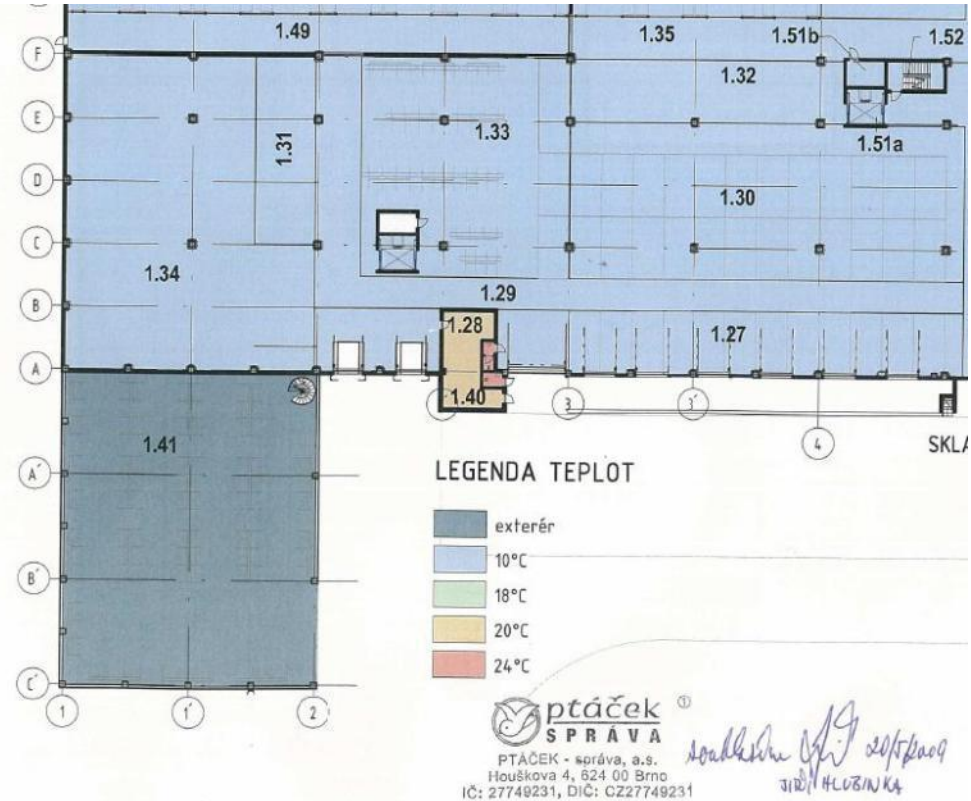 1.49
1.35
1.51b
1.52
F
1.32
E
1.31
1.33
1.51a
D
1.30
C
1.34
1.29
B
1.28
1.27
A
1.40
3
3'
1.41
4
SKLA
A'
LEGENDA TEPLOT
exterér
10°C
B'
18°C
20°C
24°C
C'
1
1'
2
ptáček
SPRÁVA
1
PTÁČEK - správa, a.s.
Houškova 4, 624 00 Brno
IČ: 27749231, DIČ: CZ27749231
souhlasím
20/5/2009
JIŘÍ HLUBINKA